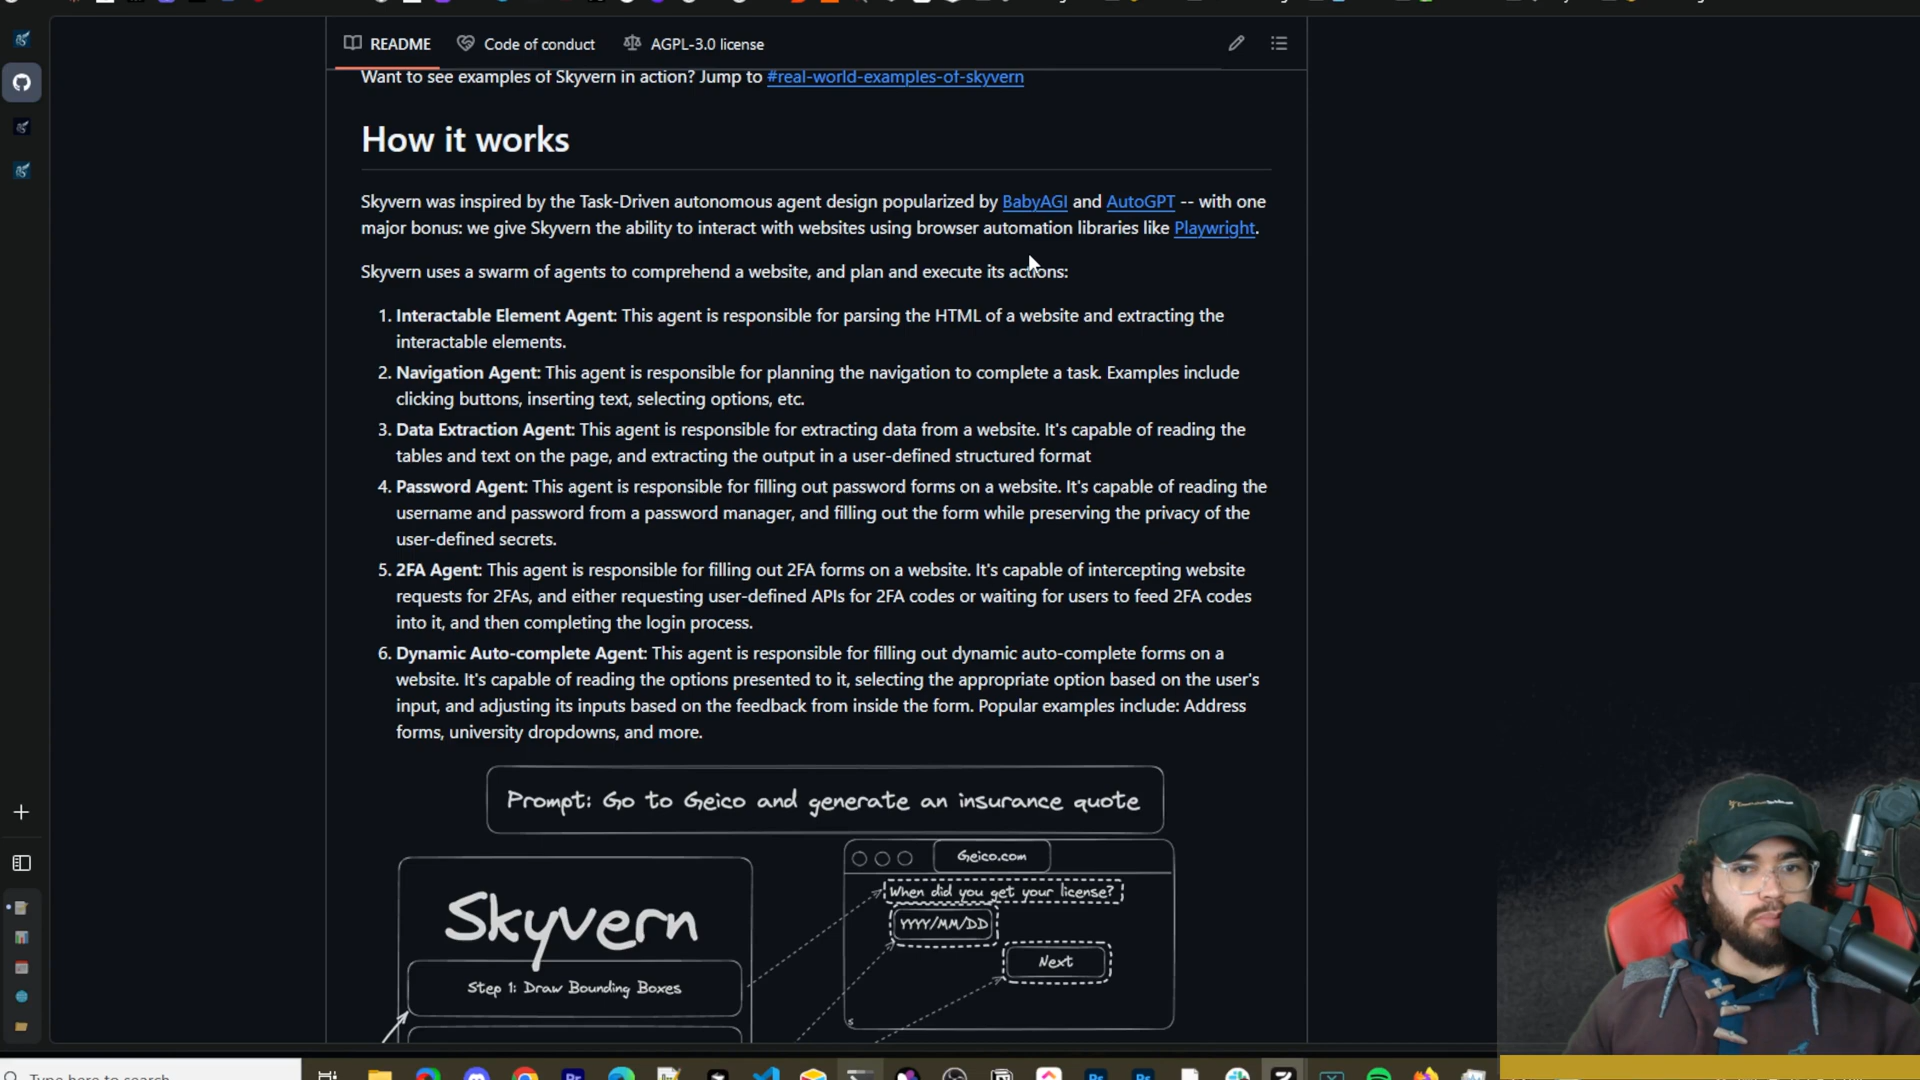 README
Code of conduct
AGPL-3.0 license
Want to see examples of Skyvern in action? Jump to #real-world-examples-of-skyvern
How it works
Skyvern was inspired by the Task-Driven autonomous agent design popularized by BabyAGI and AutoGPT -- with one
major bonus: we give Skyvern the ability to interact with websites using browser automation libraries like Playwright.
Skyvern uses a swarm of agents to comprehend a website, and plan and execute its actions:
1. Interactable Element Agent: This agent is responsible for parsing the HTML of a website and extracting the
interactable elements.
2. Navigation Agent: This agent is responsible for planning the navigation to complete a task. Examples include
clicking buttons, inserting text, selecting options, etc.
3. Data Extraction Agent: This agent is responsible for extracting data from a website. It's capable of reading the
tables and text on the page, and extracting the output in a user-defined structured format
4. Password Agent: This agent is responsible for filling out password forms on a website. It's capable of reading the
username and password from a password manager, and filling out the form while preserving the privacy of the
user-defined secrets.
5. 2FA Agent: This agent is responsible for filling out 2FA forms on a website. It's capable of intercepting website
requests for 2FAs, and either requesting user-defined APIs for 2FA codes or waiting for users to feed 2FA codes
into it, and then completing the login process.
6. Dynamic Auto-complete Agent: This agent is responsible for filling out dynamic auto-complete forms on a
website. It's capable of reading the options presented to it, selecting the appropriate option based on the user's
input, and adjusting its inputs based on the feedback from inside the form. Popular examples include: Address
forms, university dropdowns, and more.
Prompt: Go to Geico and generate an insurance quote
Geico.com
When did you get your license?
YYYY/MM/DD
Next
Skyvern
Step 1: Draw Bounding Boxes
Type here to search